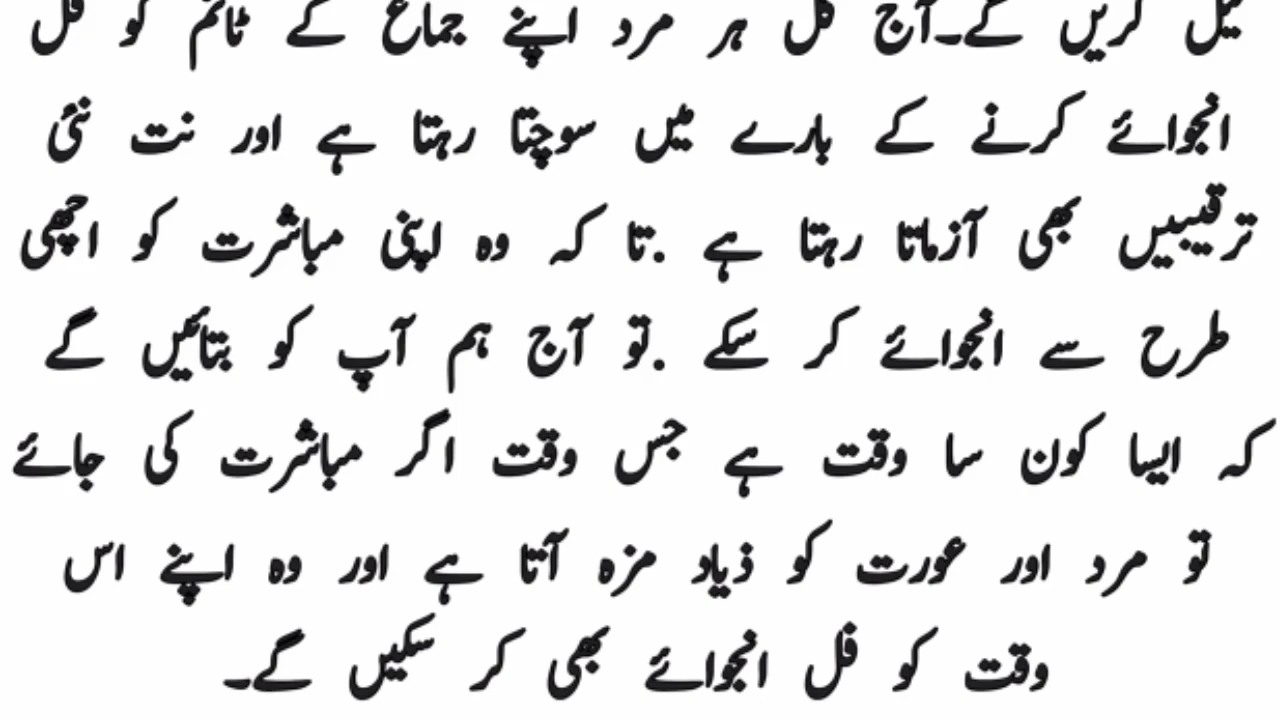 کریں گے۔آج کل ہر مرد اپنے جماع کے ٹائم کو فل
انجوائے کرنے کے بارے میں سوچتا رہتا ہے اور نت نئی
ترقیبیں بھی آزماتا رہتا ہے .تا کہ وہ اپنی مباشرت کو اچھی
طرح سے انجوائے کر سکے .تو آج ہم آپ کو بتائیں گے
کہ ایسا کون سا وقت ہے جس وقت اگر مباشرت کی جائے
تو مرد اور عورت کو ذیاد مزہ آتا ہے اور وہ اپنے اس
وقت کو فل انجوائے بھی کر سکیں گے۔